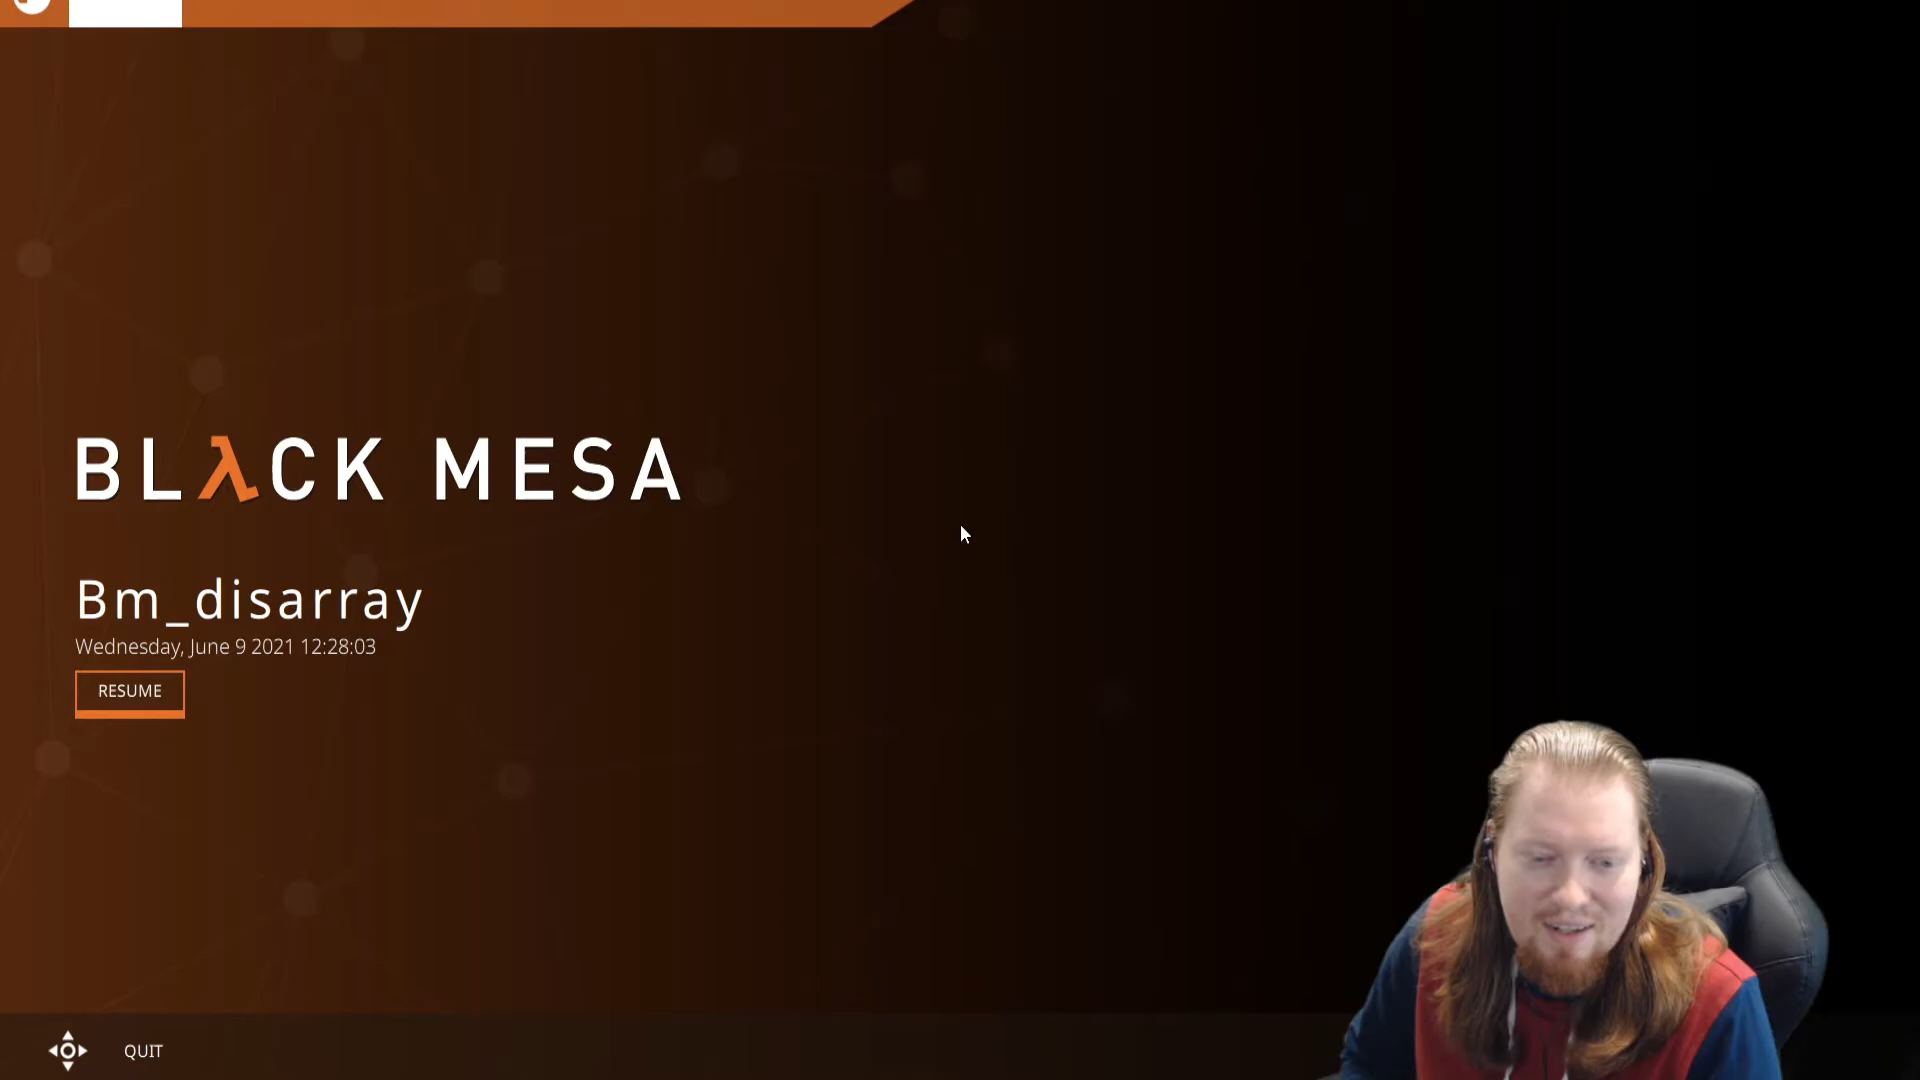 BLλCK MESA
Bm_disarray
Wednesday, June 9 2021 12:28:03
RESUME
QUIT